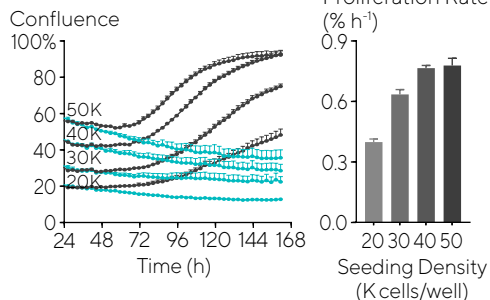 Confluence
100%
80
60
40
20
0
50K
40K
30K
20K
24 48 72 96 120 144 168
Time (h)
Proliferation Rate
(% h⁻¹)
0.9
0.6
0.3
0.0
20 30 40 50
Seeding Density
(K cells/well)